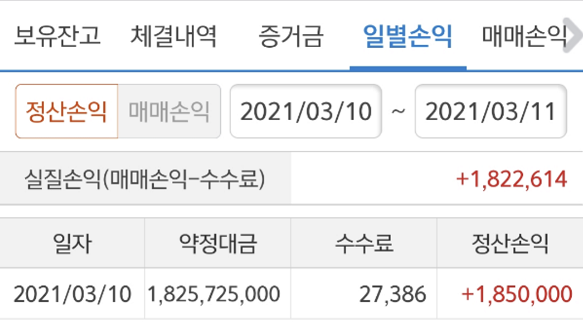 보유잔고 체결내역 증거금 일별손익 매매손익
정산손익 매매손익 2021/03/10 ~ 2021/03/11
실질손익(매매손익-수수료) +1,822,614
일자 약정대금 수수료 정산손익
2021/03/10 1,825,725,000 27,386 +1,850,000